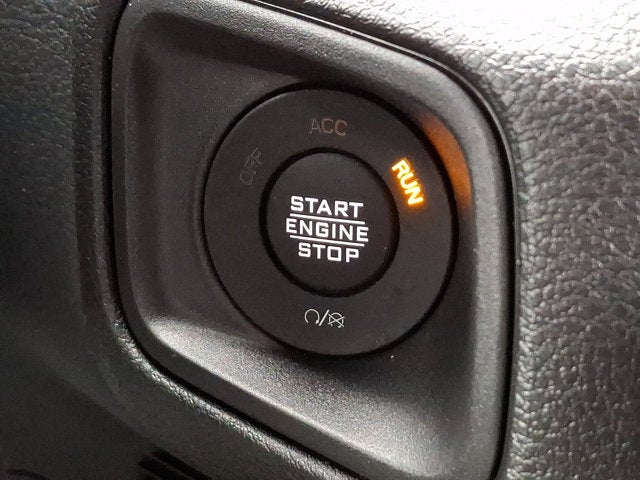 OFF
ACC
RUN
START
ENGINE
STOP